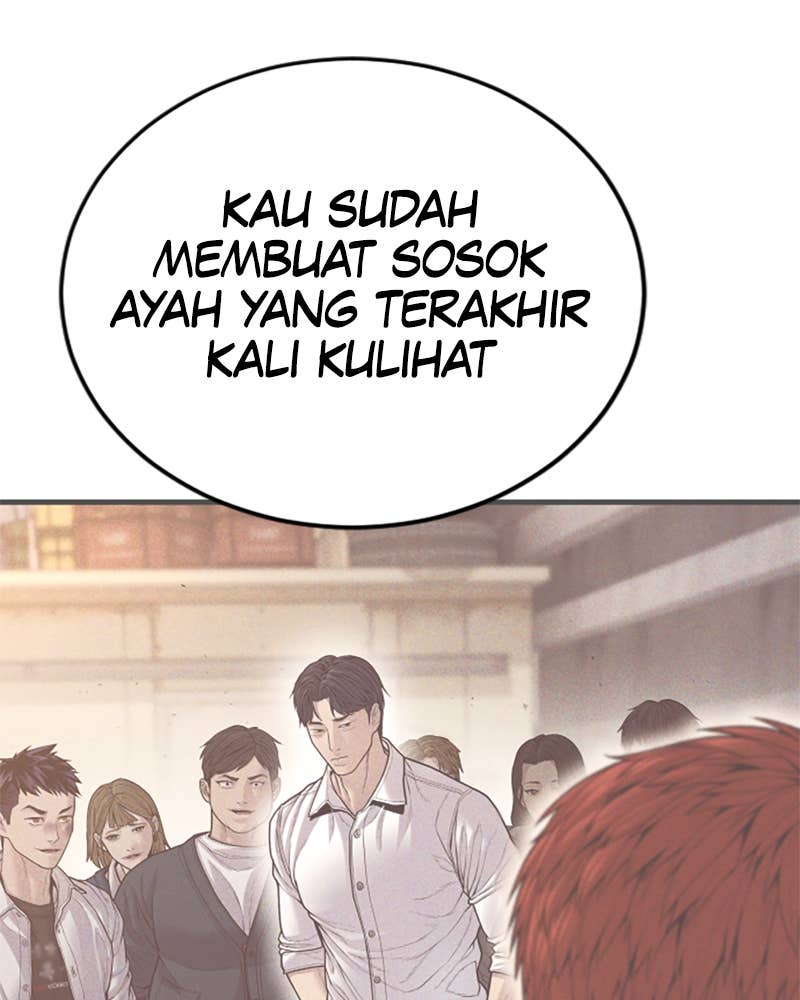 KAU SUDAH
MEMBUAT SOSOK
AYAH YANG TERAKHIR
KALI KULIHAT